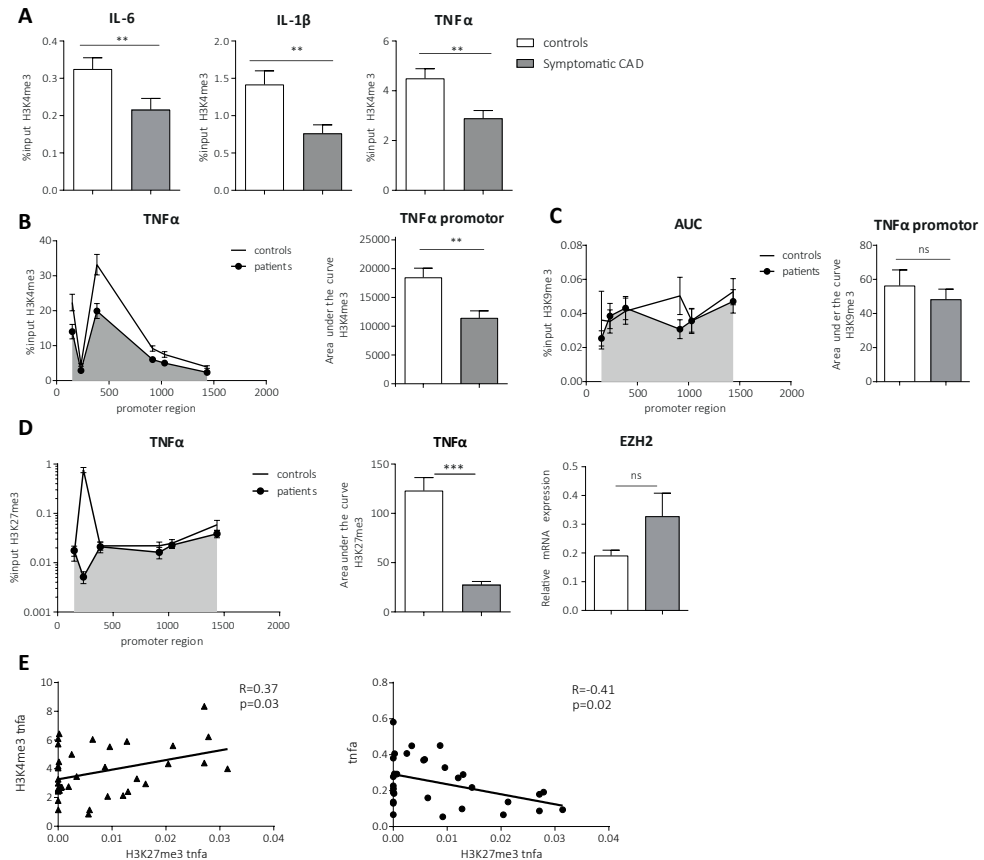 A
IL-6
IL-1β
TNFα
controls
Symptomatic CAD
%input H3K4me3
0.4
0.3
0.2
0.1
0.0
**
%input H3K4me3
2.0
1.5
1.0
0.5
0.0
**
%input H3K4me3
6
4
2
0
**
B
TNFα
%input H3K4me3
40
30
20
10
0
0 500 1000 1500 2000
promoter region
controls
patients
TNFα promotor
Area under the curve
H3K4me3
25000
20000
15000
10000
5000
0
**
C
AUC
%input H3K9me3
0.08
0.06
0.04
0.02
0.00
0 500 1000 1500 2000
promoter region
controls
patients
TNFα promotor
Area under the curve
H3K9me3
80
60
40
20
0
ns
D
TNFα
%input H3K27me3
1
0.1
0.01
0.001
0 500 1000 1500 2000
promoter region
controls
patients
TNFα
Area under the curve
H3K27me3
150
100
50
0
***
EZH2
Relative mRNA expression
0.5
0.4
0.3
0.2
0.1
0.0
ns
E
H3K4me3 tnfa
10
8
6
4
2
0
0.00 0.01 0.02 0.03 0.04
H3K27me3 tnfa
R=0.37
p=0.03
tnfa
0.8
0.6
0.4
0.2
0.0
0.00 0.01 0.02 0.03 0.04
H3K27me3 tnfa
R=-0.41
p=0.02